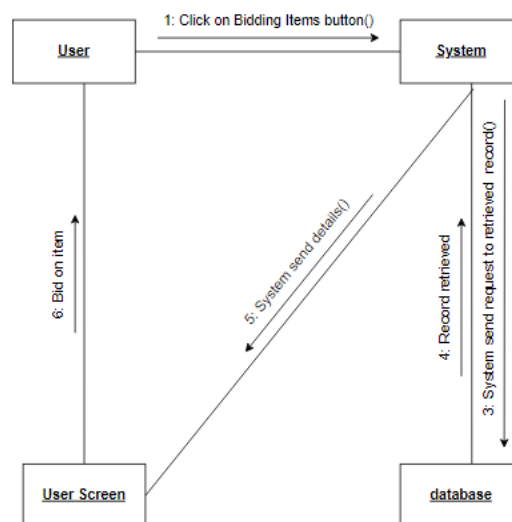 1: Click on Bidding Items button()
User
System
3: System send request to retrieved record()
5: System send details()
4: Record retrieved
6: Bid on item
User Screen
database